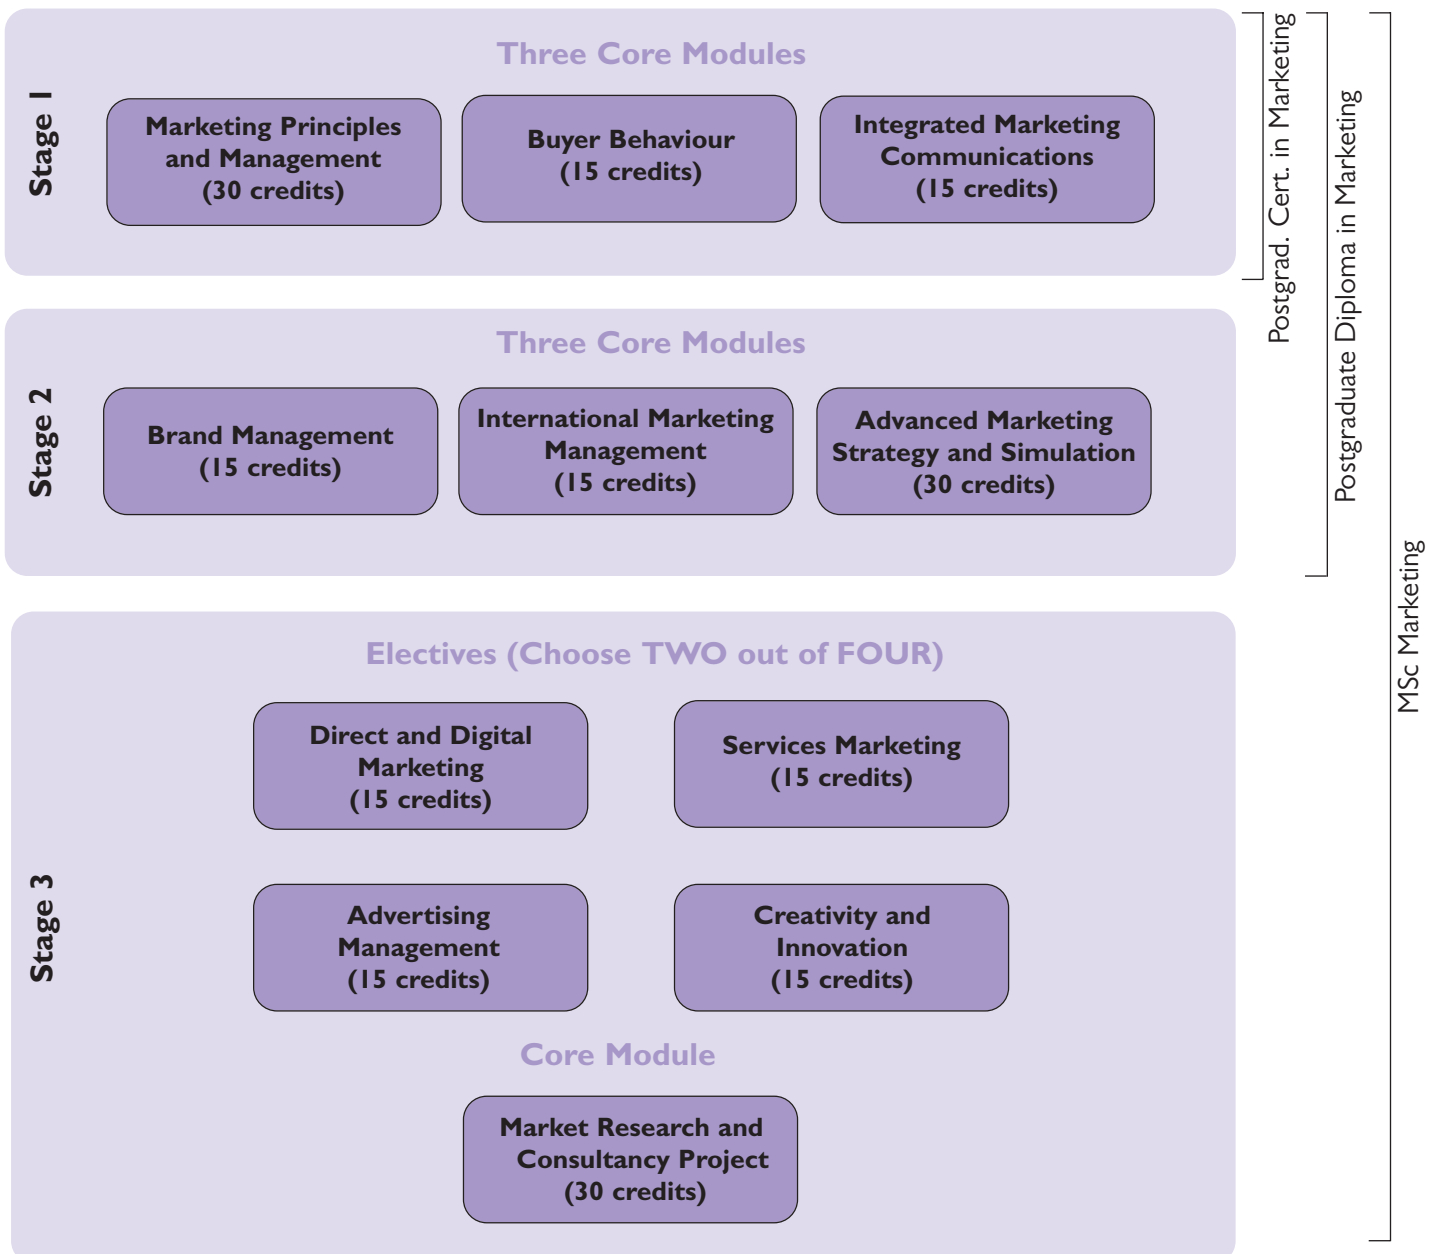 Stage 1
Three Core Modules
Marketing Principles
and Management
(30 credits)
Buyer Behaviour
(15 credits)
Integrated Marketing
Communications
(15 credits)
Postgrad. Cert. in Marketing
Postgraduate Diploma in Marketing
MSc Marketing
Stage 2
Three Core Modules
Brand Management
(15 credits)
International Marketing
Management
(15 credits)
Advanced Marketing
Strategy and Simulation
(30 credits)
Stage 3
Electives (Choose TWO out of FOUR)
Direct and Digital
Marketing
(15 credits)
Services Marketing
(15 credits)
Advertising
Management
(15 credits)
Creativity and
Innovation
(15 credits)
Core Module
Market Research and
Consultancy Project
(30 credits)